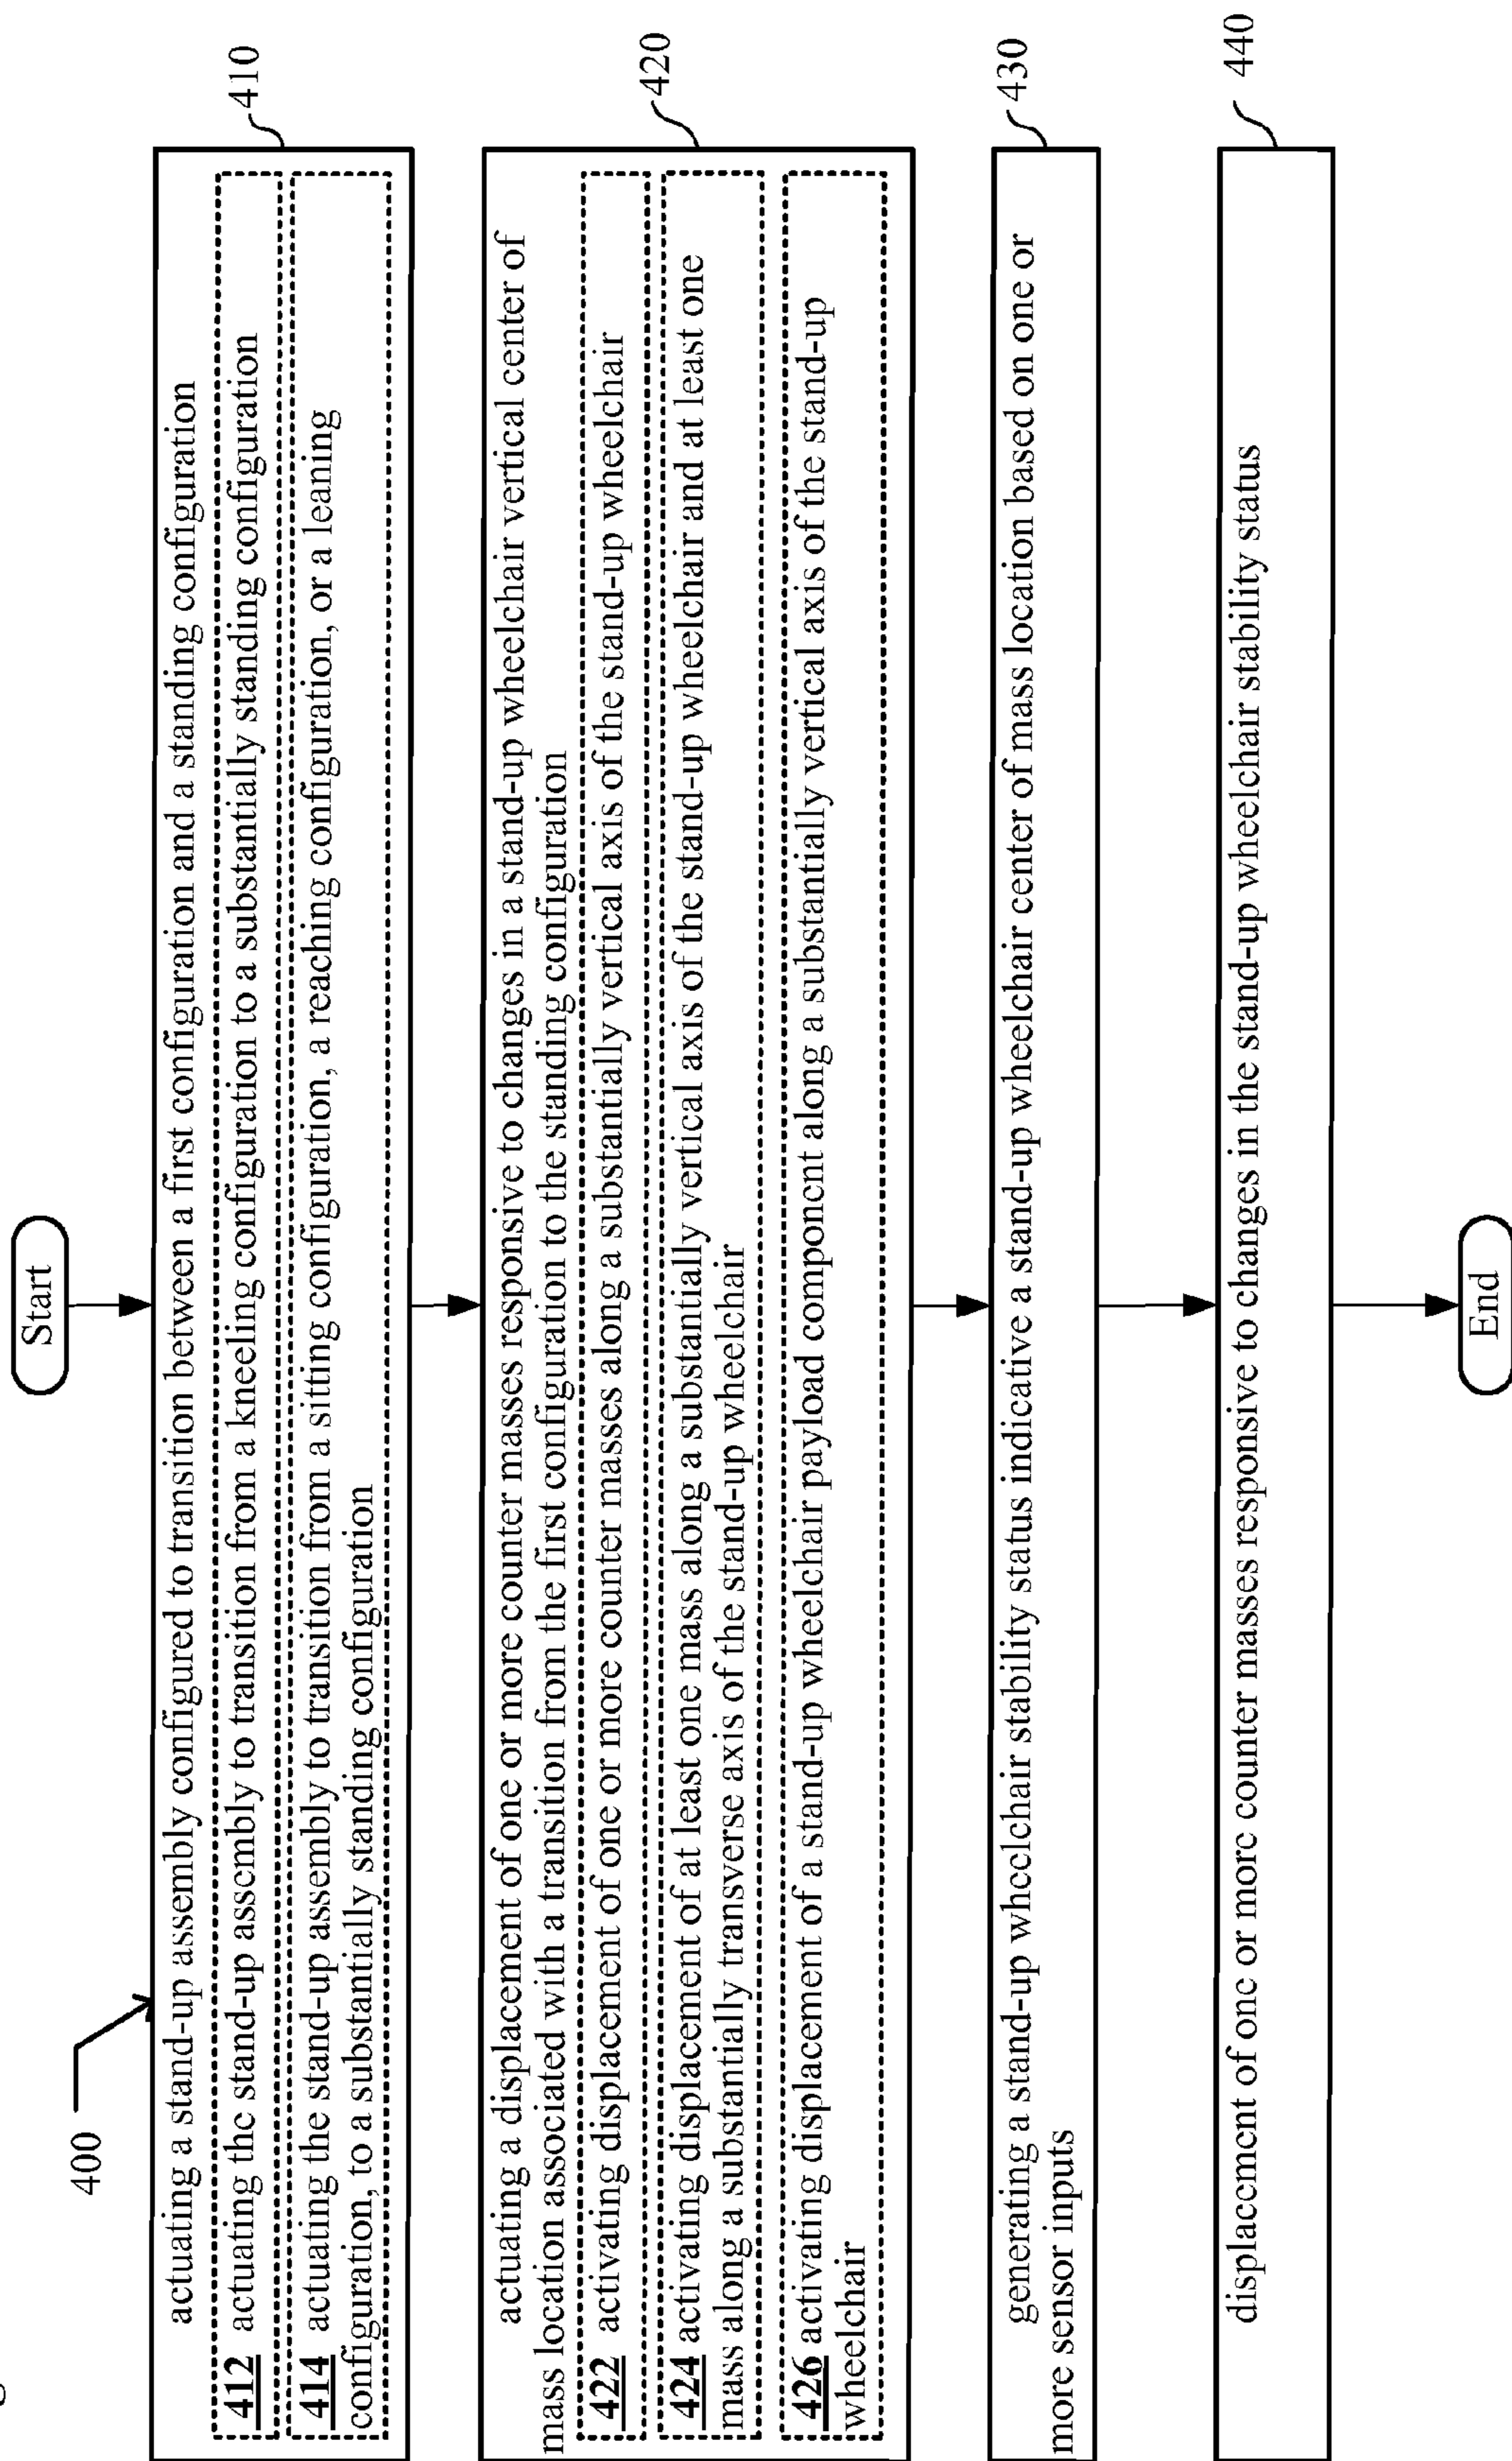 400
Start
actuating a stand-up assembly configured to transition between a first configuration and a standing configuration
410
412 actuating the stand-up assembly to transition from a kneeling configuration to a substantially standing configuration
414 actuating the stand-up assembly to transition from a sitting configuration, a reaching configuration, or a leaning
configuration, to a substantially standing configuration
actuating a displacement of one or more counter masses responsive to changes in a stand-up wheelchair vertical center of
mass location associated with a transition from the first configuration to the standing configuration
420
422 activating displacement of one or more counter masses along a substantially vertical axis of the stand-up wheelchair
424 activating displacement of at least one mass along a substantially vertical axis of the stand-up wheelchair and at least one
mass along a substantially transverse axis of the stand-up wheelchair
426 activating displacement of a stand-up wheelchair payload component along a substantially vertical axis of the stand-up
wheelchair
generating a stand-up wheelchair stability status indicative a stand-up wheelchair center of mass location based on one or
more sensor inputs
430
displacement of one or more counter masses responsive to changes in the stand-up wheelchair stability status
440
End